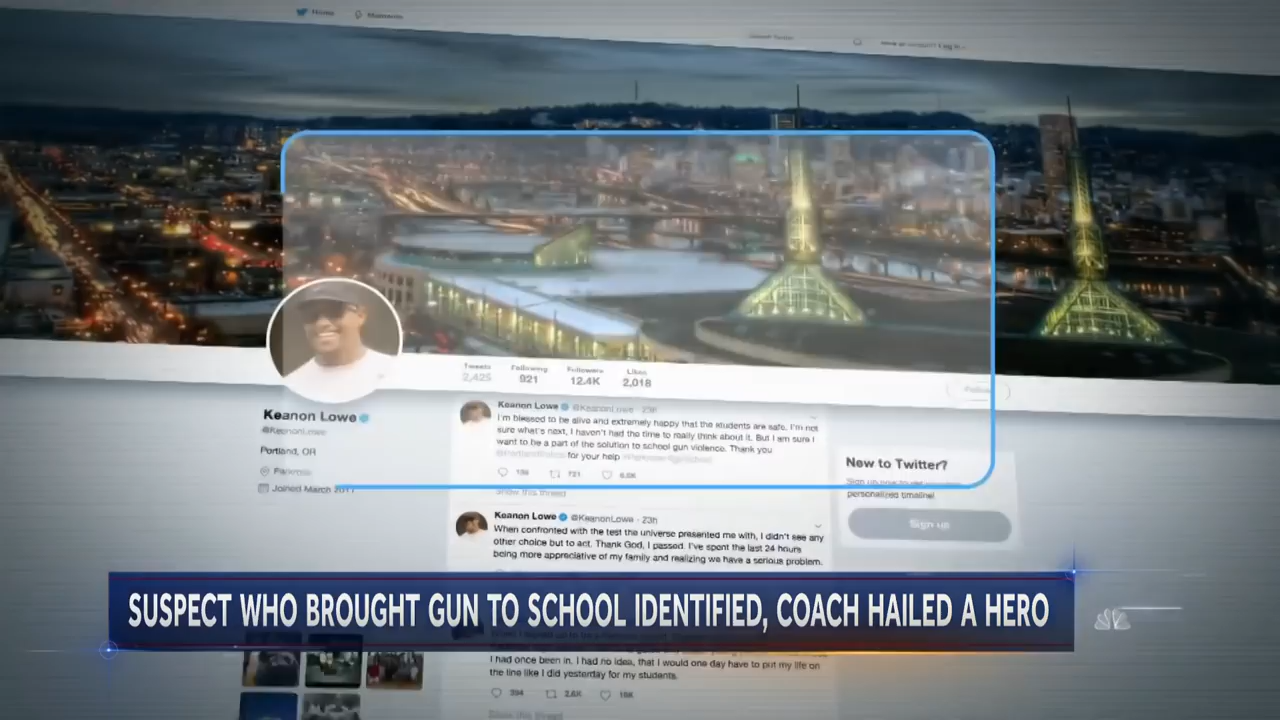 Home Moments
Tweets Following Followers Likes
2,425 921 12.4K 2,018
Keanon Lowe
@KeanonLowe
Portland, OR
Joined March 2017
Keanon Lowe @KeanonLowe · 23h
I'm blessed to be alive and extremely happy that the students are safe. I'm not
sure what's next, I haven't had the time to really think about it. But I am sure I
want to be a part of the solution to school gun violence. Thank you
for your help
721
Show this thread
New to Twitter?
Sign up now to get
personalized timeline!
Sign up
Keanon Lowe @KeanonLowe · 23h
When confronted with the test the universe presented me with, I didn't see any
other choice but to act. Thank God, I passed. I've spent the last 24 hours
being more appreciative of my family and realizing we have a serious problem.
SUSPECT WHO BROUGHT GUN TO SCHOOL IDENTIFIED, COACH HAILED A HERO
I had once been in. I had no idea, that I would one day have to put my life on
the line like I did yesterday for my students.
394 2.6K 19K
Show this thread